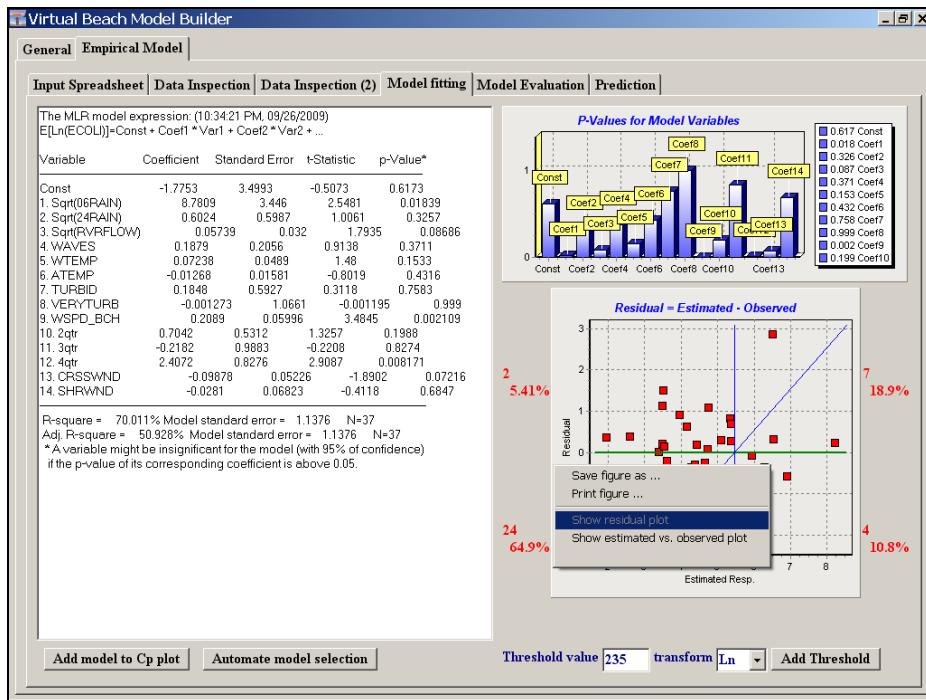 Virtual Beach Model Builder
General Empirical Model
Input Spreadsheet Data Inspection Data Inspection (2) Model fitting Model Evaluation Prediction
The MLR model expression: (10:34:21 PM, 09/26/2009)
E[Ln(ECOLI)]=Const + Coef1 * Var1 + Coef2 * Var2 + ...
Variable Coefficient Standard Error t-Statistic p-Value*
Const -1.7753 3.4993 -0.5073 0.6173
1. Sqrt(06RAIN) 8.7809 3.446 2.5481 0.01839
2. Sqrt(24RAIN) 0.6024 0.5987 1.0061 0.3257
3. Sqrt(RVRFLOW) 0.05739 0.032 1.7935 0.08686
4. WAVES 0.1879 0.2056 0.9138 0.3711
5. WTEMP 0.07238 0.0489 1.48 0.1533
6. ATEMP -0.01268 0.01581 -0.8019 0.4316
7. TURBID 0.1848 0.5927 0.3118 0.7583
8. VERYTURB -0.001273 1.0661 -0.001195 0.999
9. WSPD_BCH 0.2089 0.05996 3.4845 0.002109
10. 2qtr 0.7042 0.5312 1.3257 0.1988
11. 3qtr -0.2182 0.9883 -0.2208 0.8274
12. 4qtr 2.4072 0.8276 2.9087 0.008171
13. CRSSWND -0.09878 0.05226 -1.8902 0.07216
14. SHRWND -0.0281 0.06823 -0.4118 0.6847
R-square = 70.011% Model standard error = 1.1376 N=37
Adj. R-square = 50.928% Model standard error = 1.1376 N=37
* A variable might be insignificant for the model (with 95% of confidence)
if the p-value of its corresponding coefficient is above 0.05.
Add model to Cp plot Automate model selection
P-Values for Model Variables
1
0
Const Coef1 Coef2 Coef3 Coef4 Coef5 Coef6 Coef7 Coef8 Coef9 Coef10 Coef11 Coef13 Coef14
Const Coef2 Coef4 Coef6 Coef8 Coef10 Coef13
0.617 Const
0.018 Coef1
0.326 Coef2
0.087 Coef3
0.371 Coef4
0.153 Coef5
0.432 Coef6
0.758 Coef7
0.999 Coef8
0.002 Coef9
0.199 Coef10
Residual = Estimated - Observed
3
2
1
0
Residual
2
5.41%
7
18.9%
24
64.9%
4
10.8%
Save figure as ...
Print figure ...
Show residual plot
Show estimated vs. observed plot
7 8
Estimated Resp.
Threshold value 235 transform Ln Add Threshold